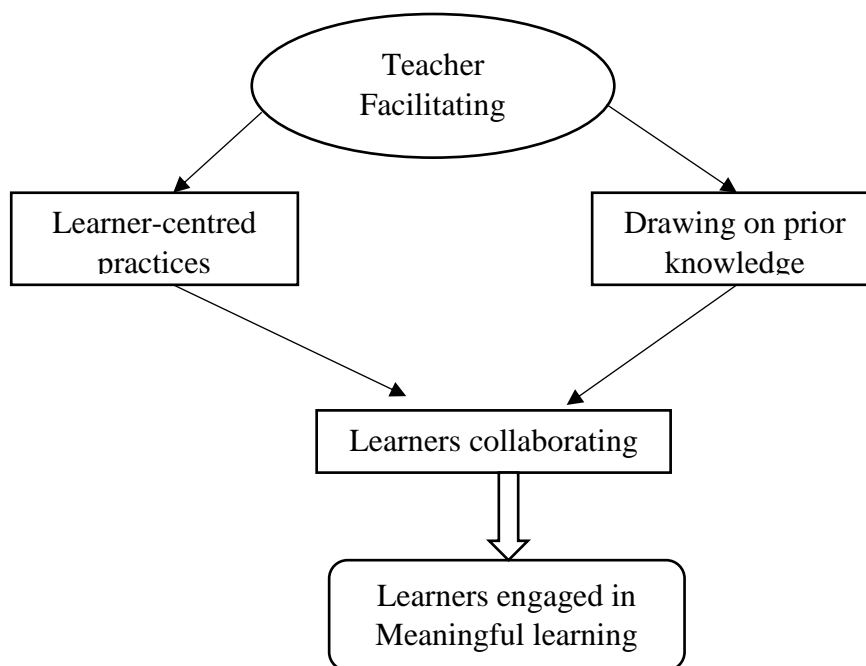 Teacher
Facilitating
Learner-centred
practices
Drawing on prior
knowledge
Learners collaborating
Learners engaged in
Meaningful learning